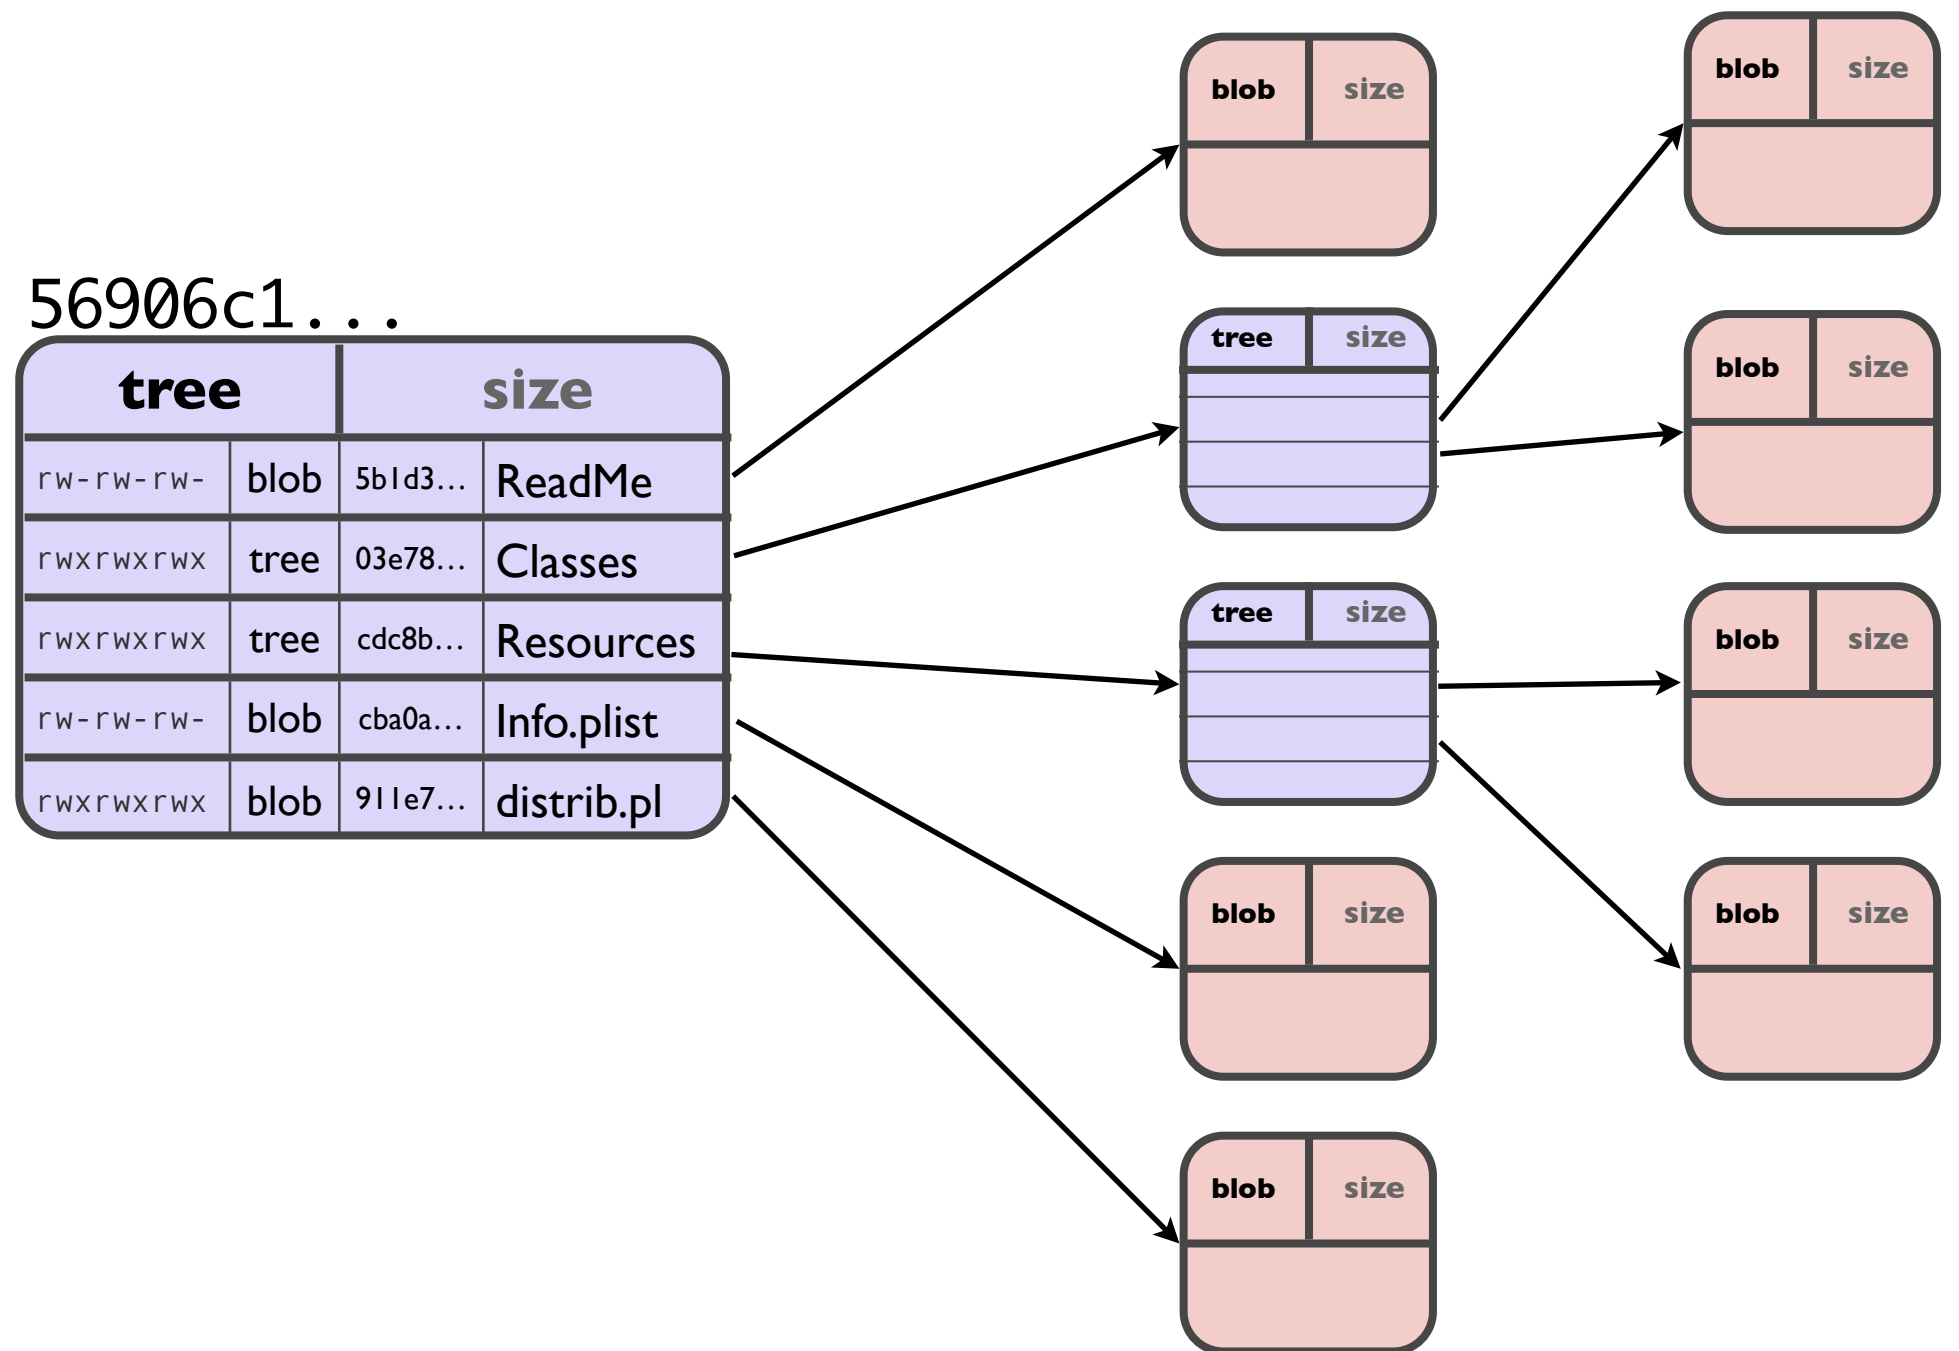 56906c1...
tree size
rw-rw-rw- blob 5b1d3... ReadMe
rwxrwxrwx tree 03e78... Classes
rwxrwxrwx tree cdc8b... Resources
rw-rw-rw- blob cba0a... Info.plist
rwxrwxrwx blob 911e7... distrib.pl
blob size
tree size
tree size
blob size
blob size
blob size
blob size
blob size
blob size